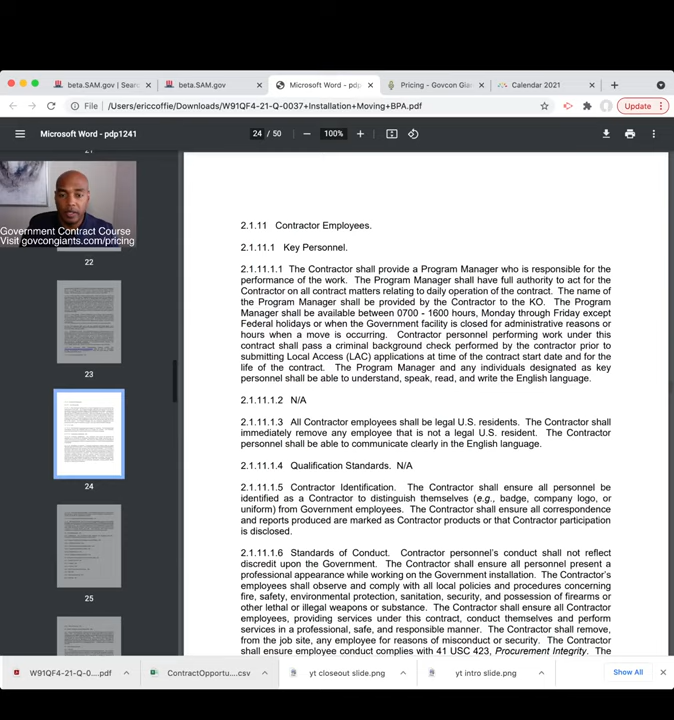 beta.SAM.gov | Searc
beta.SAM.gov
Microsoft Word - pdp
Pricing - Govcon Gian
Calendar 2021
File | /Users/ericcoffie/Downloads/W91QF4-21-Q-0037+Installation+Moving+BPA.pdf
Update
Microsoft Word - pdp1241
24 / 50
100%
21
Government Contract Course
Visit govcongiants.com/pricing
22
23
24
25
2.1.11 Contractor Employees.
2.1.11.1 Key Personnel.
2.1.11.1.1 The Contractor shall provide a Program Manager who is responsible for the
performance of the work. The Program Manager shall have full authority to act for the
Contractor on all contract matters relating to daily operation of the contract. The name of
the Program Manager shall be provided by the Contractor to the KO. The Program
Manager shall be available between 0700 - 1600 hours, Monday through Friday except
Federal holidays or when the Government facility is closed for administrative reasons or
hours when a move is occurring. Contractor personnel performing work under this
contract shall pass a criminal background check performed by the contractor prior to
submitting Local Access (LAC) applications at time of the contract start date and for the
life of the contract. The Program Manager and any individuals designated as key
personnel shall be able to understand, speak, read, and write the English language.
2.1.11.1.2 N/A
2.1.11.1.3 All Contractor employees shall be legal U.S. residents. The Contractor shall
immediately remove any employee that is not a legal U.S. resident. The Contractor
personnel shall be able to communicate clearly in the English language.
2.1.11.1.4 Qualification Standards. N/A
2.1.11.1.5 Contractor Identification. The Contractor shall ensure all personnel be
identified as a Contractor to distinguish themselves (e.g., badge, company logo, or
uniform) from Government employees. The Contractor shall ensure all correspondence
and reports produced are marked as Contractor products or that Contractor participation
is disclosed.
2.1.11.1.6 Standards of Conduct. Contractor personnel's conduct shall not reflect
discredit upon the Government. The Contractor shall ensure all personnel present a
professional appearance while working on the Government installation. The Contractor's
employees shall observe and comply with all local policies and procedures concerning
fire, safety, environmental protection, sanitation, security, and possession of firearms or
other lethal or illegal weapons or substance. The Contractor shall ensure all Contractor
employees, providing services under this contract, conduct themselves and perform
services in a professional, safe, and responsible manner. The Contractor shall remove,
from the job site, any employee for reasons of misconduct or security. The Contractor
shall ensure employee conduct complies with 41 USC 423, Procurement Integrity. The
W91QF4-21-Q-0....pdf
ContractOpportu....csv
yt closeout slide.png
yt intro slide.png
Show All